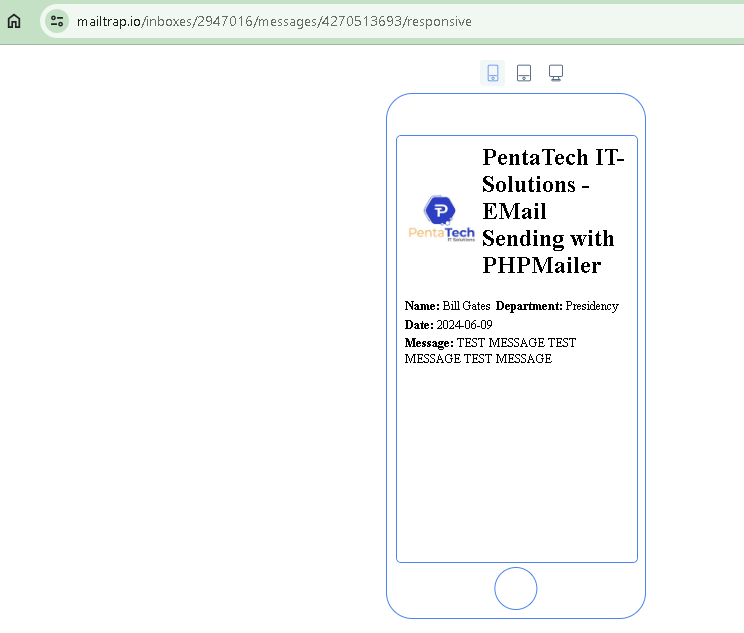 mailtrap.io/inboxes/2947016/messages/4270513693/responsive
PentaTech IT-
Solutions -
EMail
Sending with
PHPMailer
P
PentaTech
IT Solutions
Name: Bill Gates Department: Presidency
Date: 2024-06-09
Message: TEST MESSAGE TEST
MESSAGE TEST MESSAGE